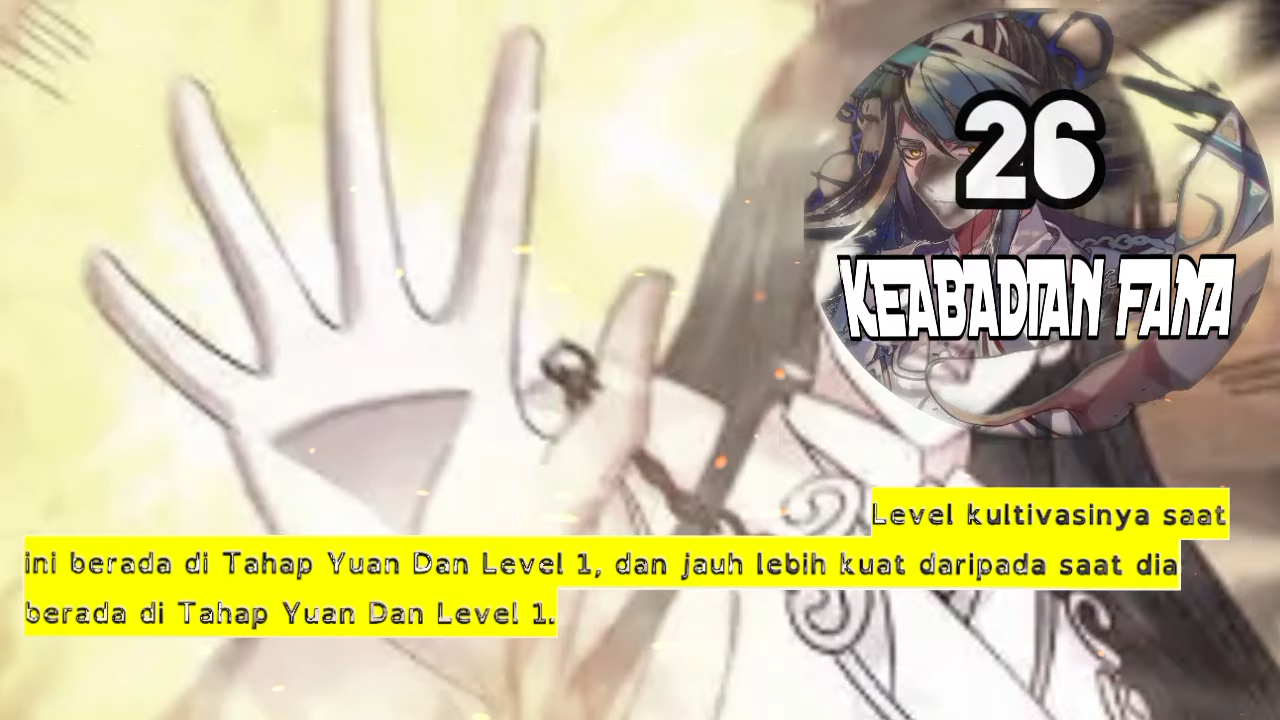 26
KEABADIAN FANA
Level kultivasinya saat
ini berada di Tahap Yuan Dan Level 1, dan jauh lebih kuat daripada saat dia
berada di Tahap Yuan Dan Level 1.